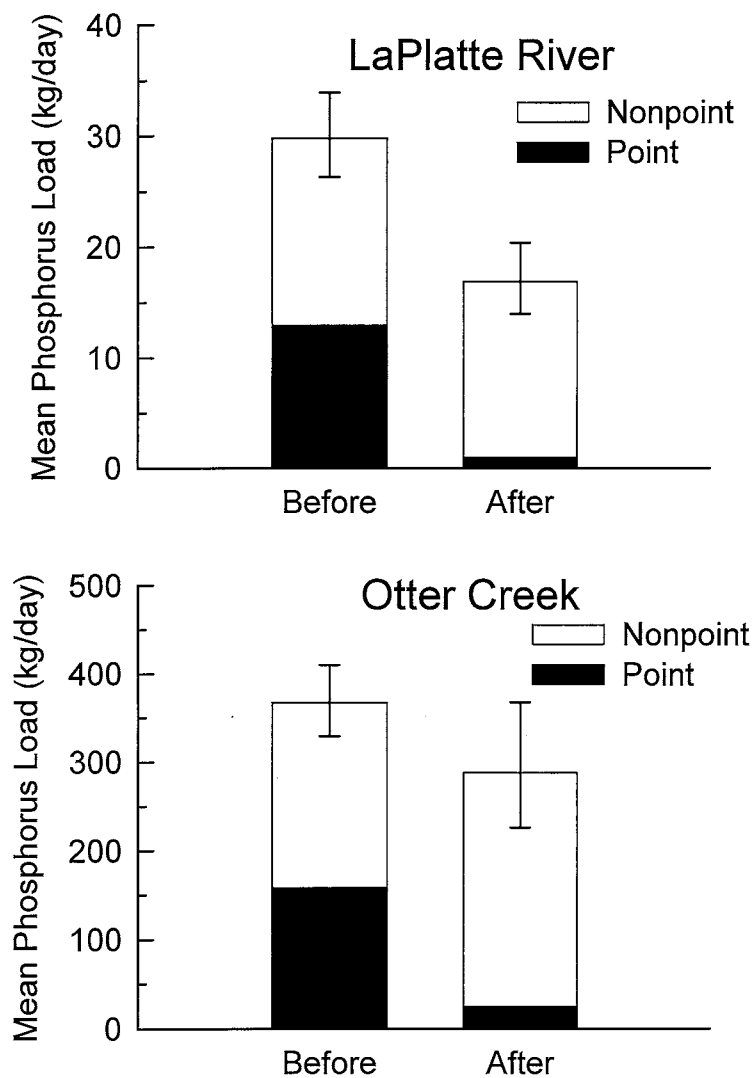 LaPlatte River
Nonpoint
Point
Mean Phosphorus Load (kg/day)
40
30
20
10
0
Before After
Otter Creek
Nonpoint
Point
Mean Phosphorus Load (kg/day)
500
400
300
200
100
0
Before After